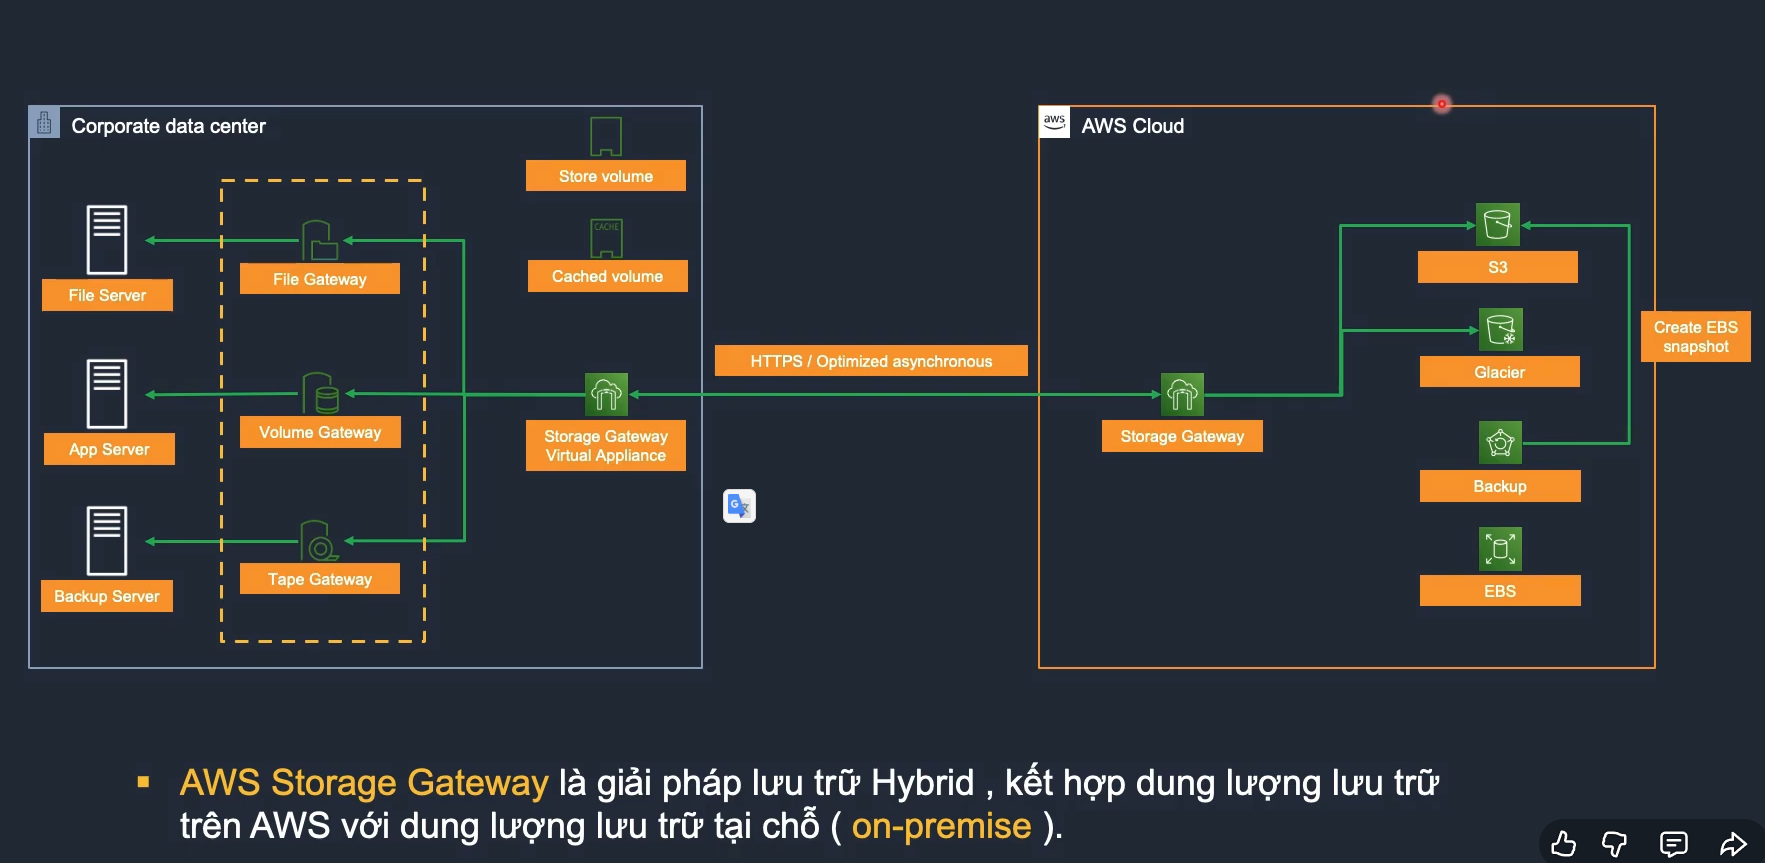 Corporate data center
Store volume
CACHE
Cached volume
File Server
File Gateway
App Server
Volume Gateway
Storage Gateway
Virtual Appliance
Backup Server
Tape Gateway
HTTPS / Optimized asynchronous
G
aws
AWS Cloud
Storage Gateway
S3
Glacier
Backup
EBS
Create EBS
snapshot
▪ AWS Storage Gateway là giải pháp lưu trữ Hybrid , kết hợp dung lượng lưu trữ
trên AWS với dung lượng lưu trữ tại chỗ ( on-premise ).